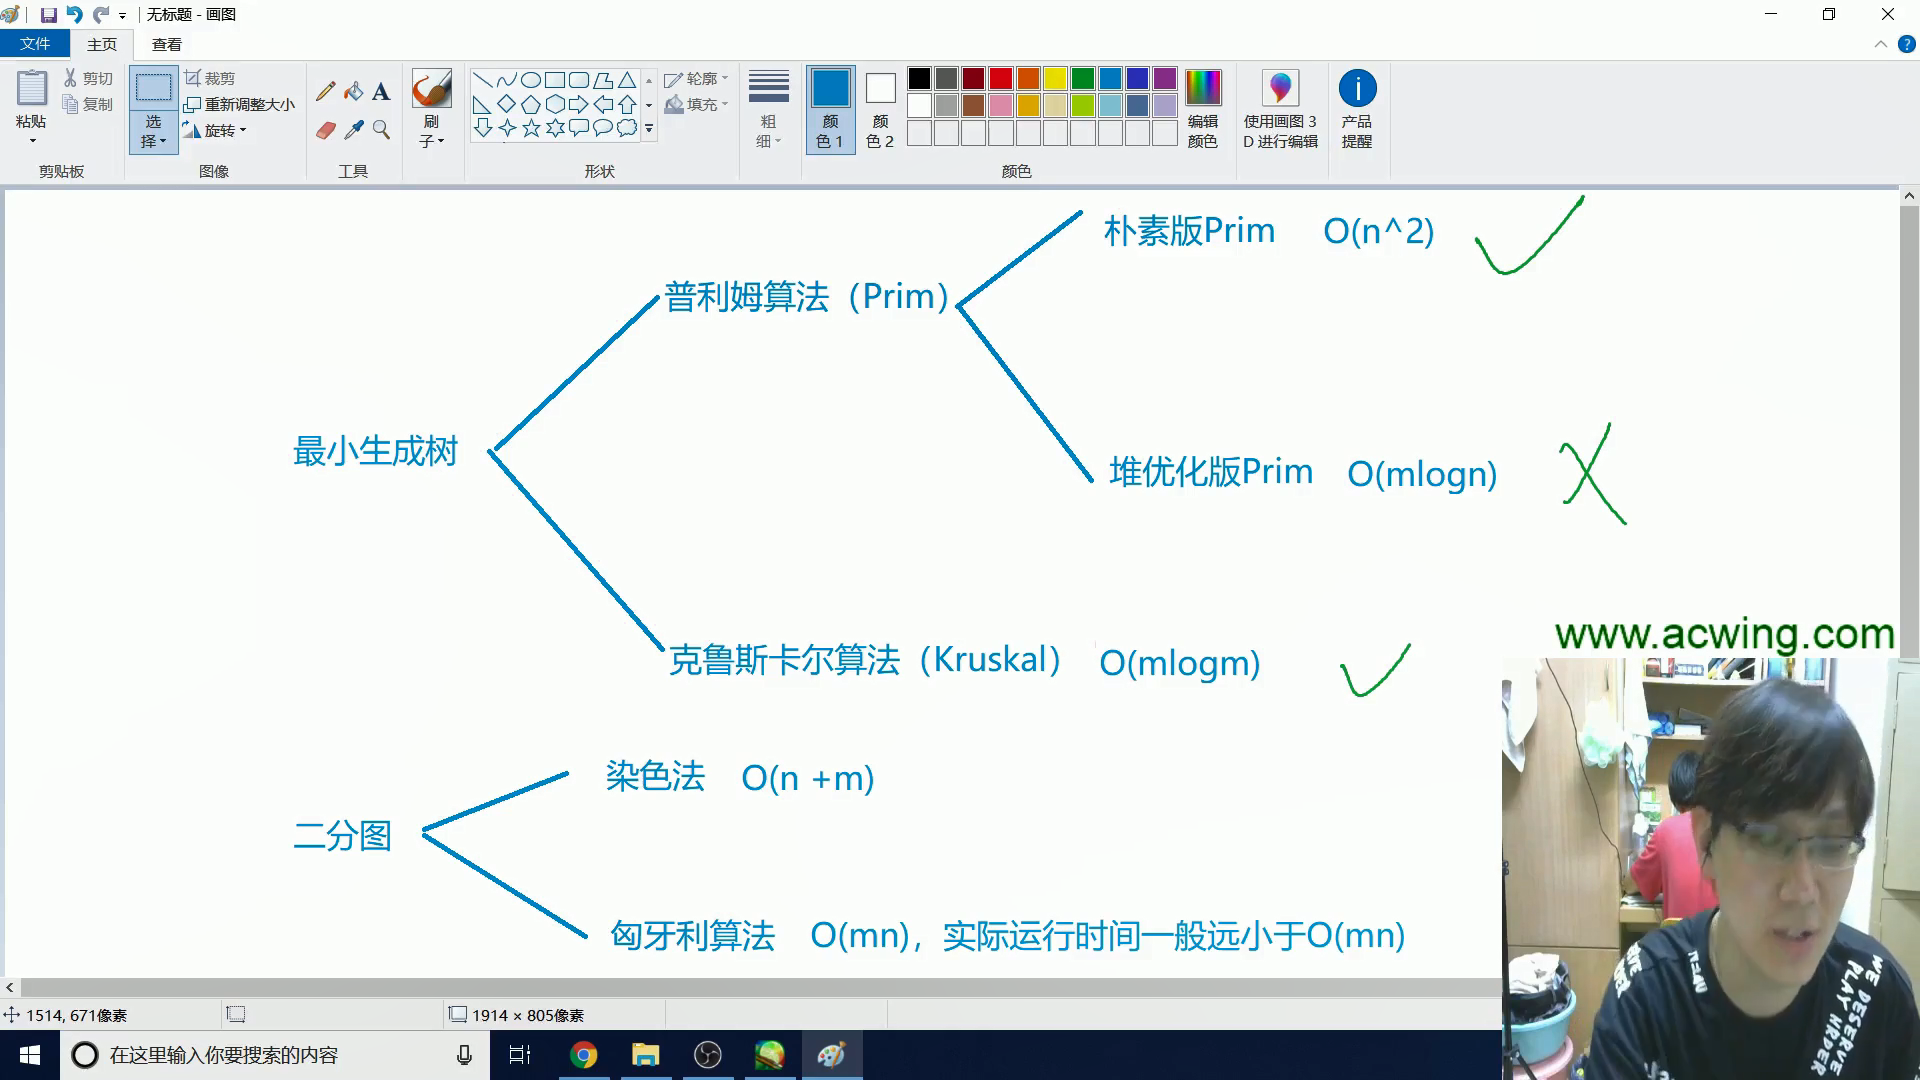 无标题 - 画图
文件 主页 查看
粘贴 剪切 复制 剪贴板
选择 裁剪 重新调整大小 旋转 图像
工具
刷子
形状 轮廓 填充
粗细
颜色 1 颜色 2 颜色 编辑颜色
使用画图 3D 进行编辑
产品提醒
朴素版Prim O(n^2)
普利姆算法（Prim）
最小生成树
堆优化版Prim O(mlogn)
www.acwing.com
克鲁斯卡尔算法（Kruskal） O(mlogm)
染色法 O(n +m)
二分图
匈牙利算法 O(mn)，实际运行时间一般远小于O(mn)
WE DESERVE
PLAY
1514, 671像素 1914 × 805像素
在这里输入你要搜索的内容